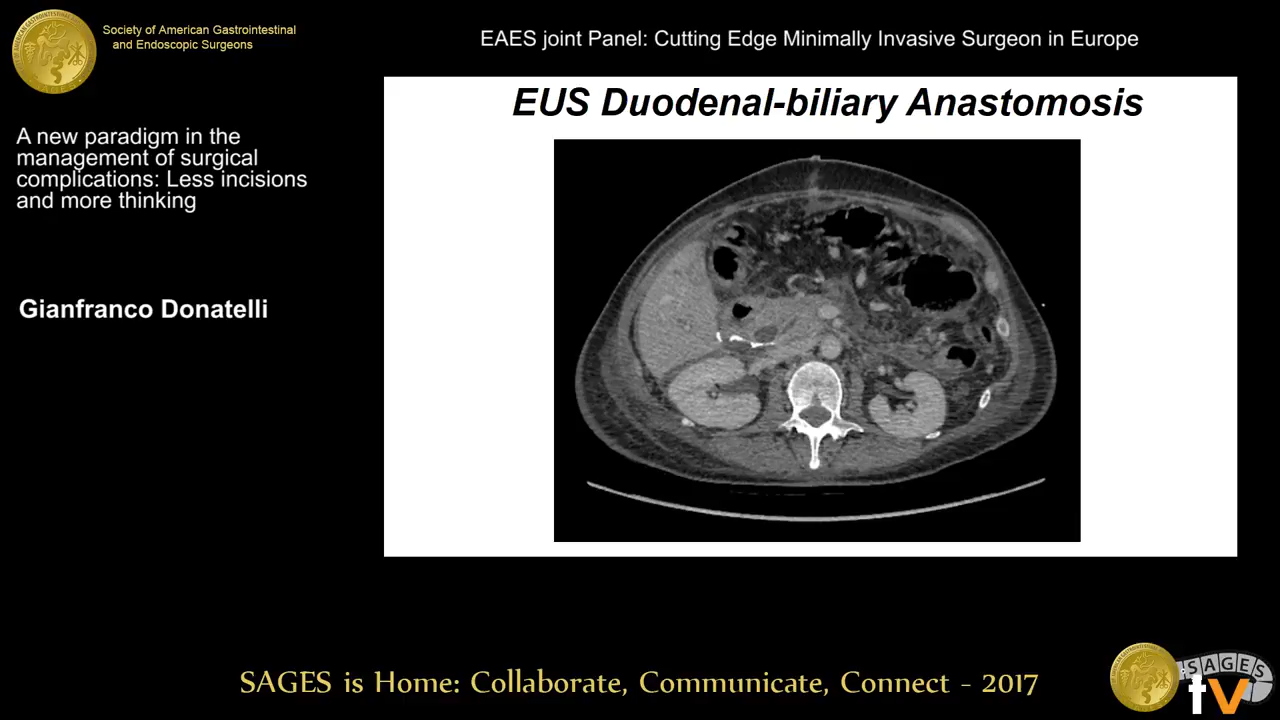 Society of American Gastrointestinal
and Endoscopic Surgeons
EAES joint Panel: Cutting Edge Minimally Invasive Surgeon in Europe
A new paradigm in the
management of surgical
complications: Less incisions
and more thinking
Gianfranco Donatelli
EUS Duodenal-biliary Anastomosis
SAGES is Home: Collaborate, Communicate, Connect - 2017
SAGES
tv